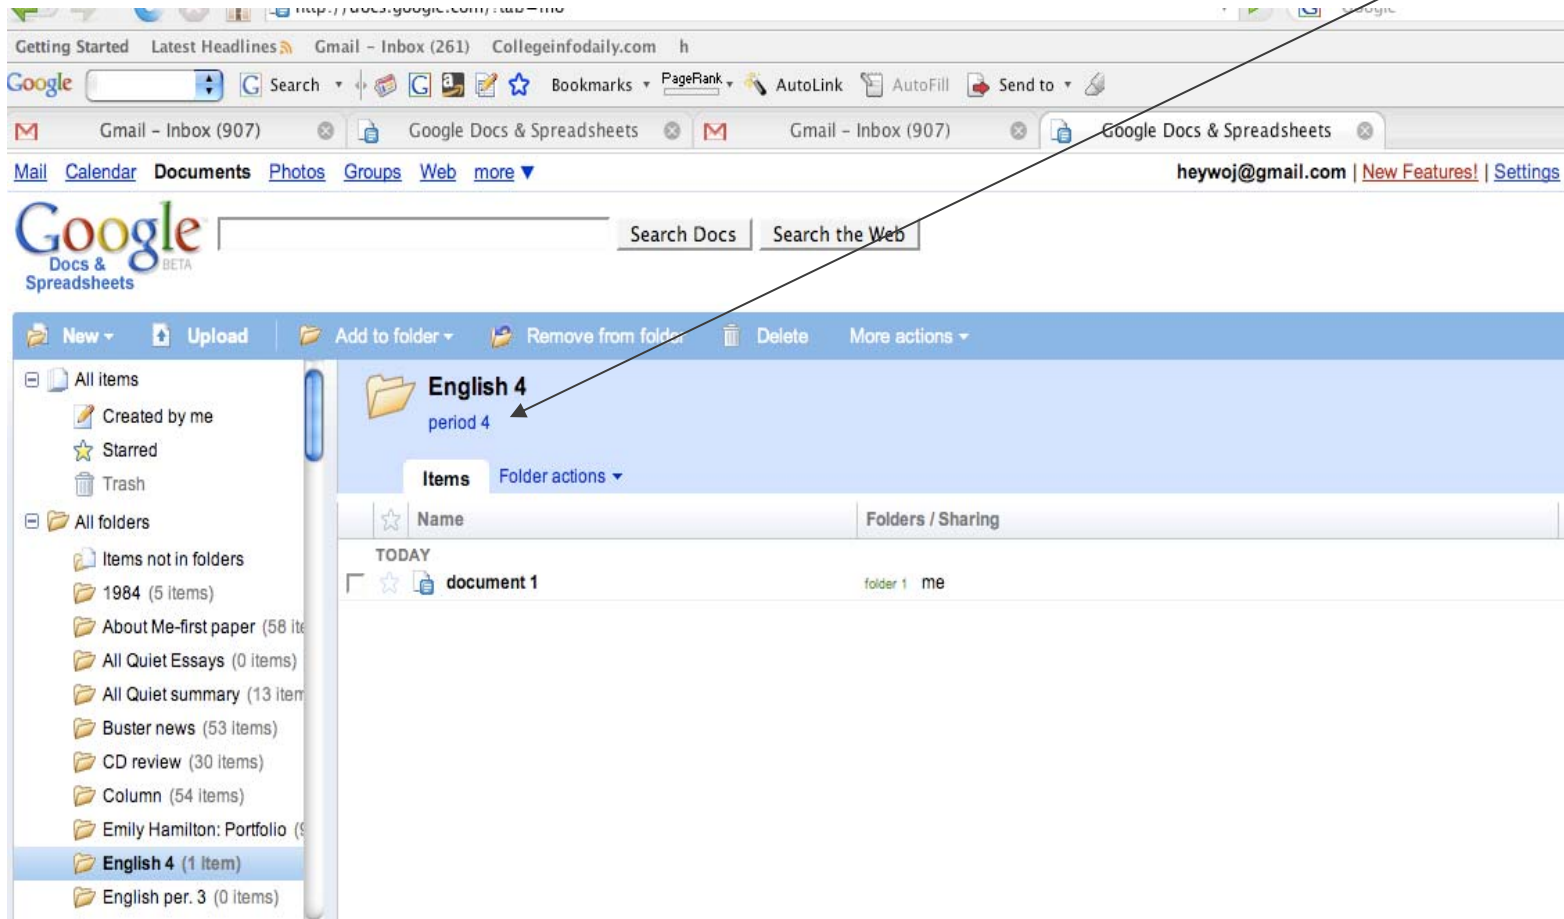 Getting Started Latest Headlines Gmail – Inbox (261) Collegeinfodaily.com h
Google G Search Bookmarks PageRank AutoLink AutoFill Send to
Gmail – Inbox (907) Google Docs & Spreadsheets Gmail – Inbox (907) Google Docs & Spreadsheets
Mail Calendar Documents Photos Groups Web more ▼ heywoj@gmail.com | New Features! | Settings
Google Search Docs Search the Web
Docs & BETA
Spreadsheets
New Upload Add to folder Remove from folder Delete More actions
All items
Created by me
Starred
Trash
All folders
Items not in folders
1984 (5 items)
About Me-first paper (58 ite
All Quiet Essays (0 items)
All Quiet summary (13 item
Buster news (53 items)
CD review (30 items)
Column (54 items)
Emily Hamilton: Portfolio (9
English 4 (1 item)
English per. 3 (0 items)
English 4
period 4
Items Folder actions
Name Folders / Sharing
TODAY
document 1 folder 1 me